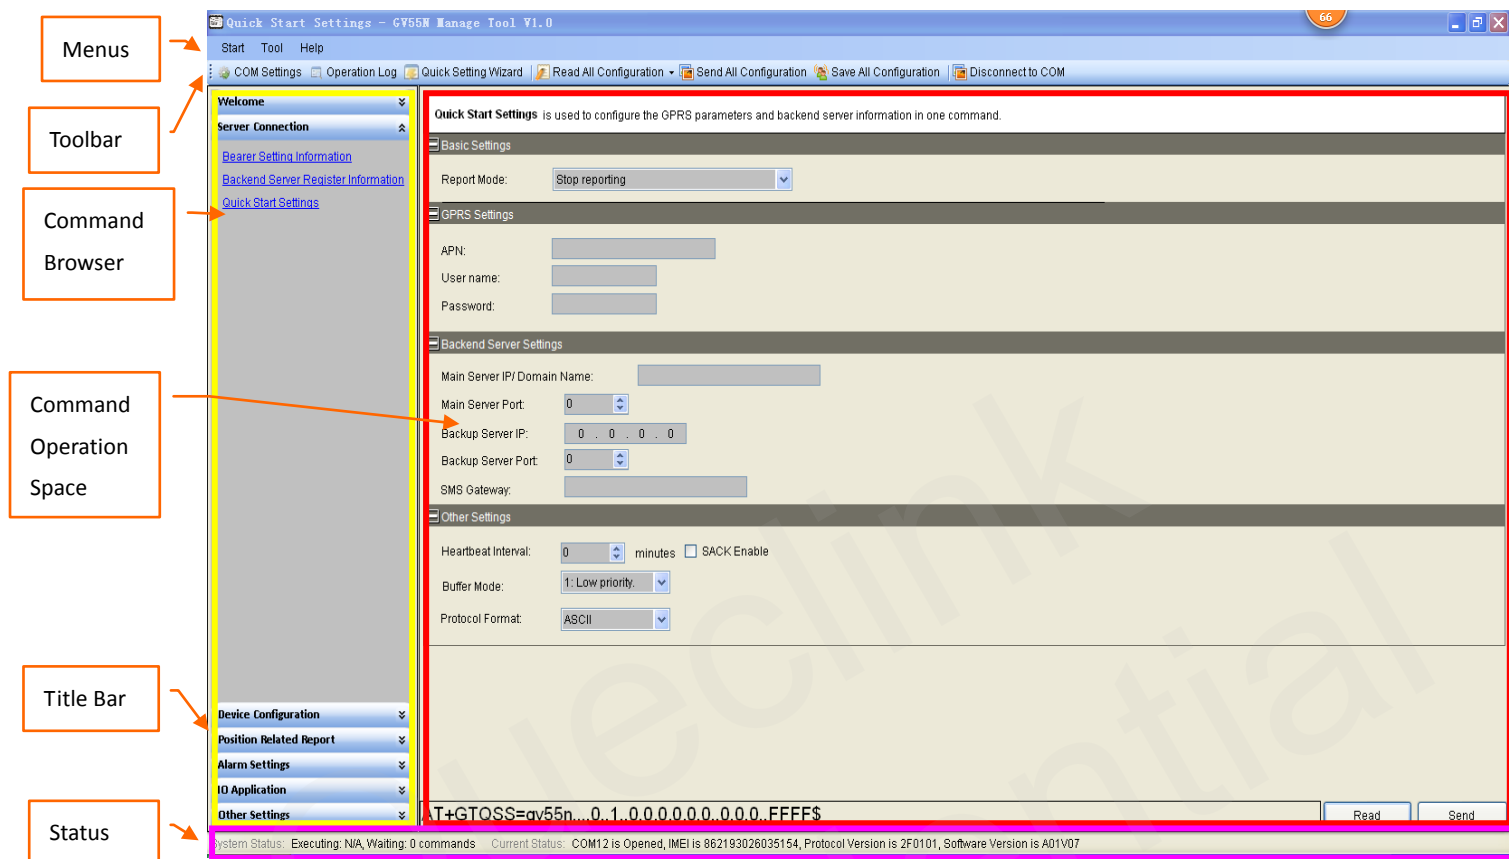 Quick Start Settings - GV55N Manage Tool V1.0
66
Menus
Start Tool Help
COM Settings Operation Log Quick Setting Wizard Read All Configuration Send All Configuration Save All Configuration Disconnect to COM
Toolbar
Welcome
Server Connection
Bearer Setting Information
Backend Server Register Information
Quick Start Settings
Command
Browser
Quick Start Settings is used to configure the GPRS parameters and backend server information in one command.
Basic Settings
Report Mode: Stop reporting
GPRS Settings
APN:
User name:
Password:
Backend Server Settings
Main Server IP/ Domain Name:
Main Server Port: 0
Backup Server IP: 0 . 0 . 0 . 0
Backup Server Port: 0
SMS Gateway:
Command
Operation
Space
Other Settings
Heartbeat Interval: 0 minutes SACK Enable
Buffer Mode: 1: Low priority.
Protocol Format: ASCII
Title Bar
Device Configuration
Position Related Report
Alarm Settings
IO Application
Other Settings
AT+GTQSS=gv55n,,,,0,,1,,0,0.0.0.0,0,,0,0,0,,FFFF$
Read Send
Status
System Status: Executing: N/A, Waiting: 0 commands Current Status: COM12 is Opened, IMEI is 862193026035154, Protocol Version is 2F0101, Software Version is A01V07